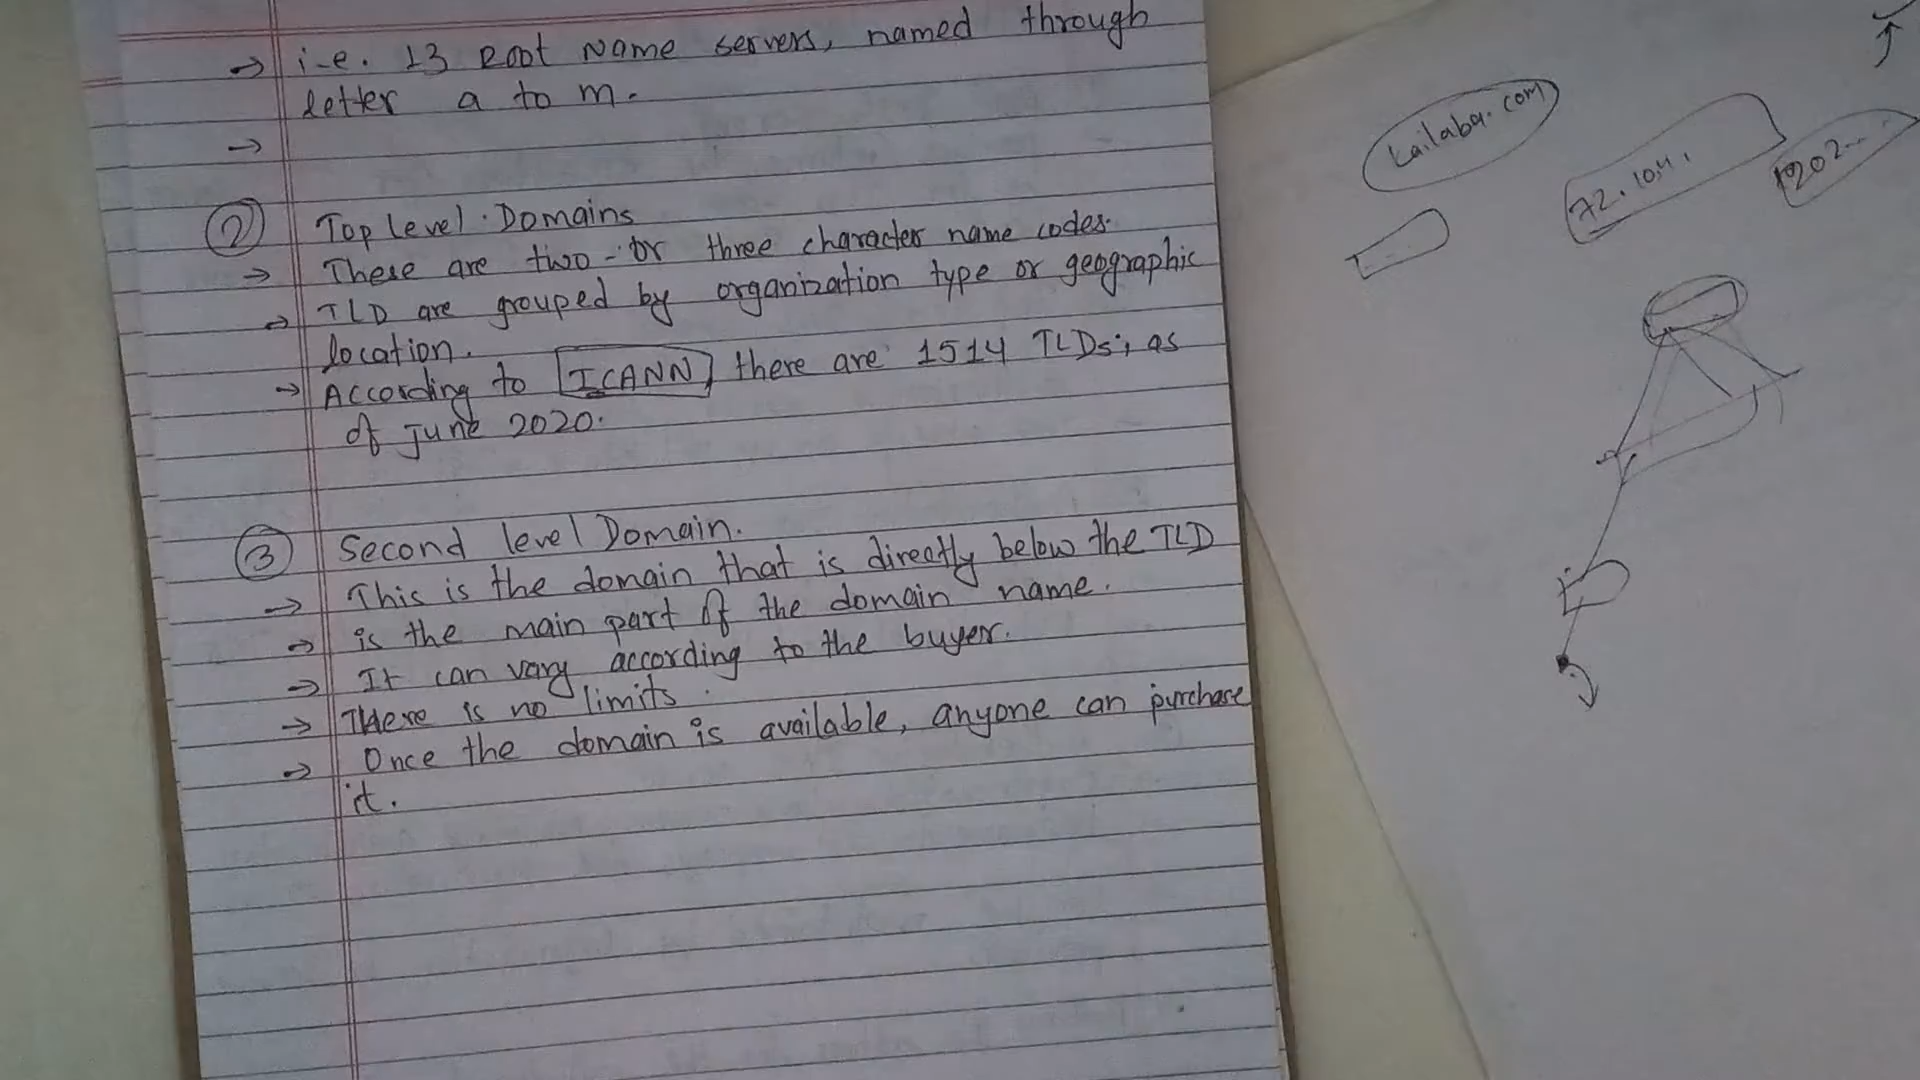 → i.e. 13 Root Name servers, named through
letter a to m.
→
② Top level Domains
→ These are two or three character name codes.
→ TLD are grouped by organization type or geographic
location.
→ According to ICANN, there are 1514 TLDs, as
of June 2020.
③ Second level Domain.
→ This is the domain that is directly below the TLD
→ is the main part of the domain name.
→ It can vary according to the buyer.
→ There is no limits.
→ Once the domain is available, anyone can purchase
it.
kailaba.com
72.104.
202...